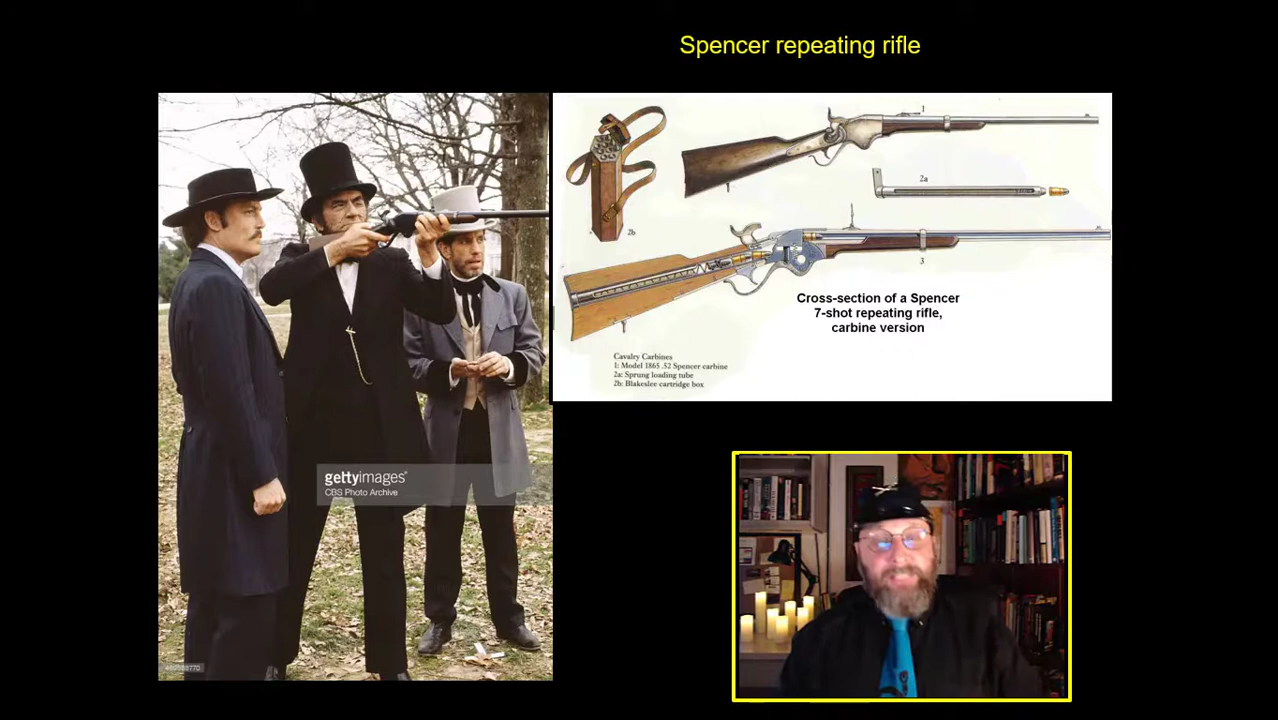 Spencer repeating rifle
1
2a
2b
3
Cross-section of a Spencer
7-shot repeating rifle,
carbine version
Cavalry Carbines
1: Model 1865 .52 Spencer carbine
2a: Sprung loading tube
2b: Blakeslee cartridge box
gettyimages®
CBS Photo Archive